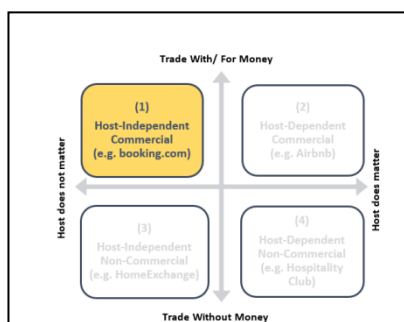 Trade With/ For Money
(1)
Host-Independent
Commercial
(e.g. booking.com)
(2)
Host-Dependent
Commercial
(e.g. Airbnb)
Host does not matter
Host does matter
(3)
Host-Independent
Non-Commercial
(e.g. HomeExchange)
(4)
Host-Dependent
Non-Commercial
(e.g. Hospitality
Club)
Trade Without Money